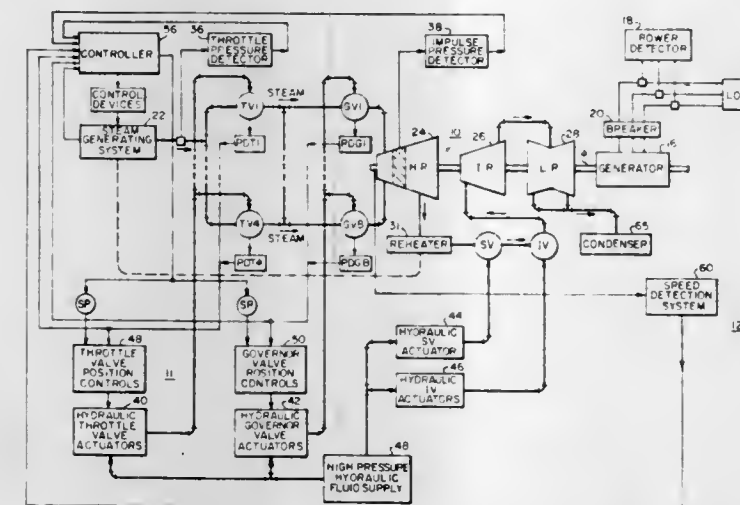 56
CONTROLLER
36
THROTTLE
PRESSURE
DETECTOR
38
IMPULSE
PRESSURE
DETECTOR
18
POWER
DETECTOR
LO
CONTROL
DEVICES
22
STEAM
GENERATING
SYSTEM
STEAM
TV1
PDT1
GV1
PDG1
TV4
STEAM
PDT4
GV8
PDG8
24
H.P.
10
26
I.P.
28
L.P.
20
BREAKER
16
GENERATOR
31
REHEATER
SV
IV
65
CONDENSER
60
SPEED
DETECTION
SYSTEM
12
SP
SP
48
THROTTLE
VALVE
POSITION
CONTROLS
11
50
GOVERNOR
VALVE
POSITION
CONTROLS
44
HYDRAULIC
SV
ACTUATOR
46
HYDRAULIC
IV
ACTUATORS
40
HYDRAULIC
THROTTLE
VALVE
ACTUATORS
42
HYDRAULIC
GOVERNOR
VALVE
ACTUATORS
48
HIGH PRESSURE
HYDRAULIC
FLUID SUPPLY